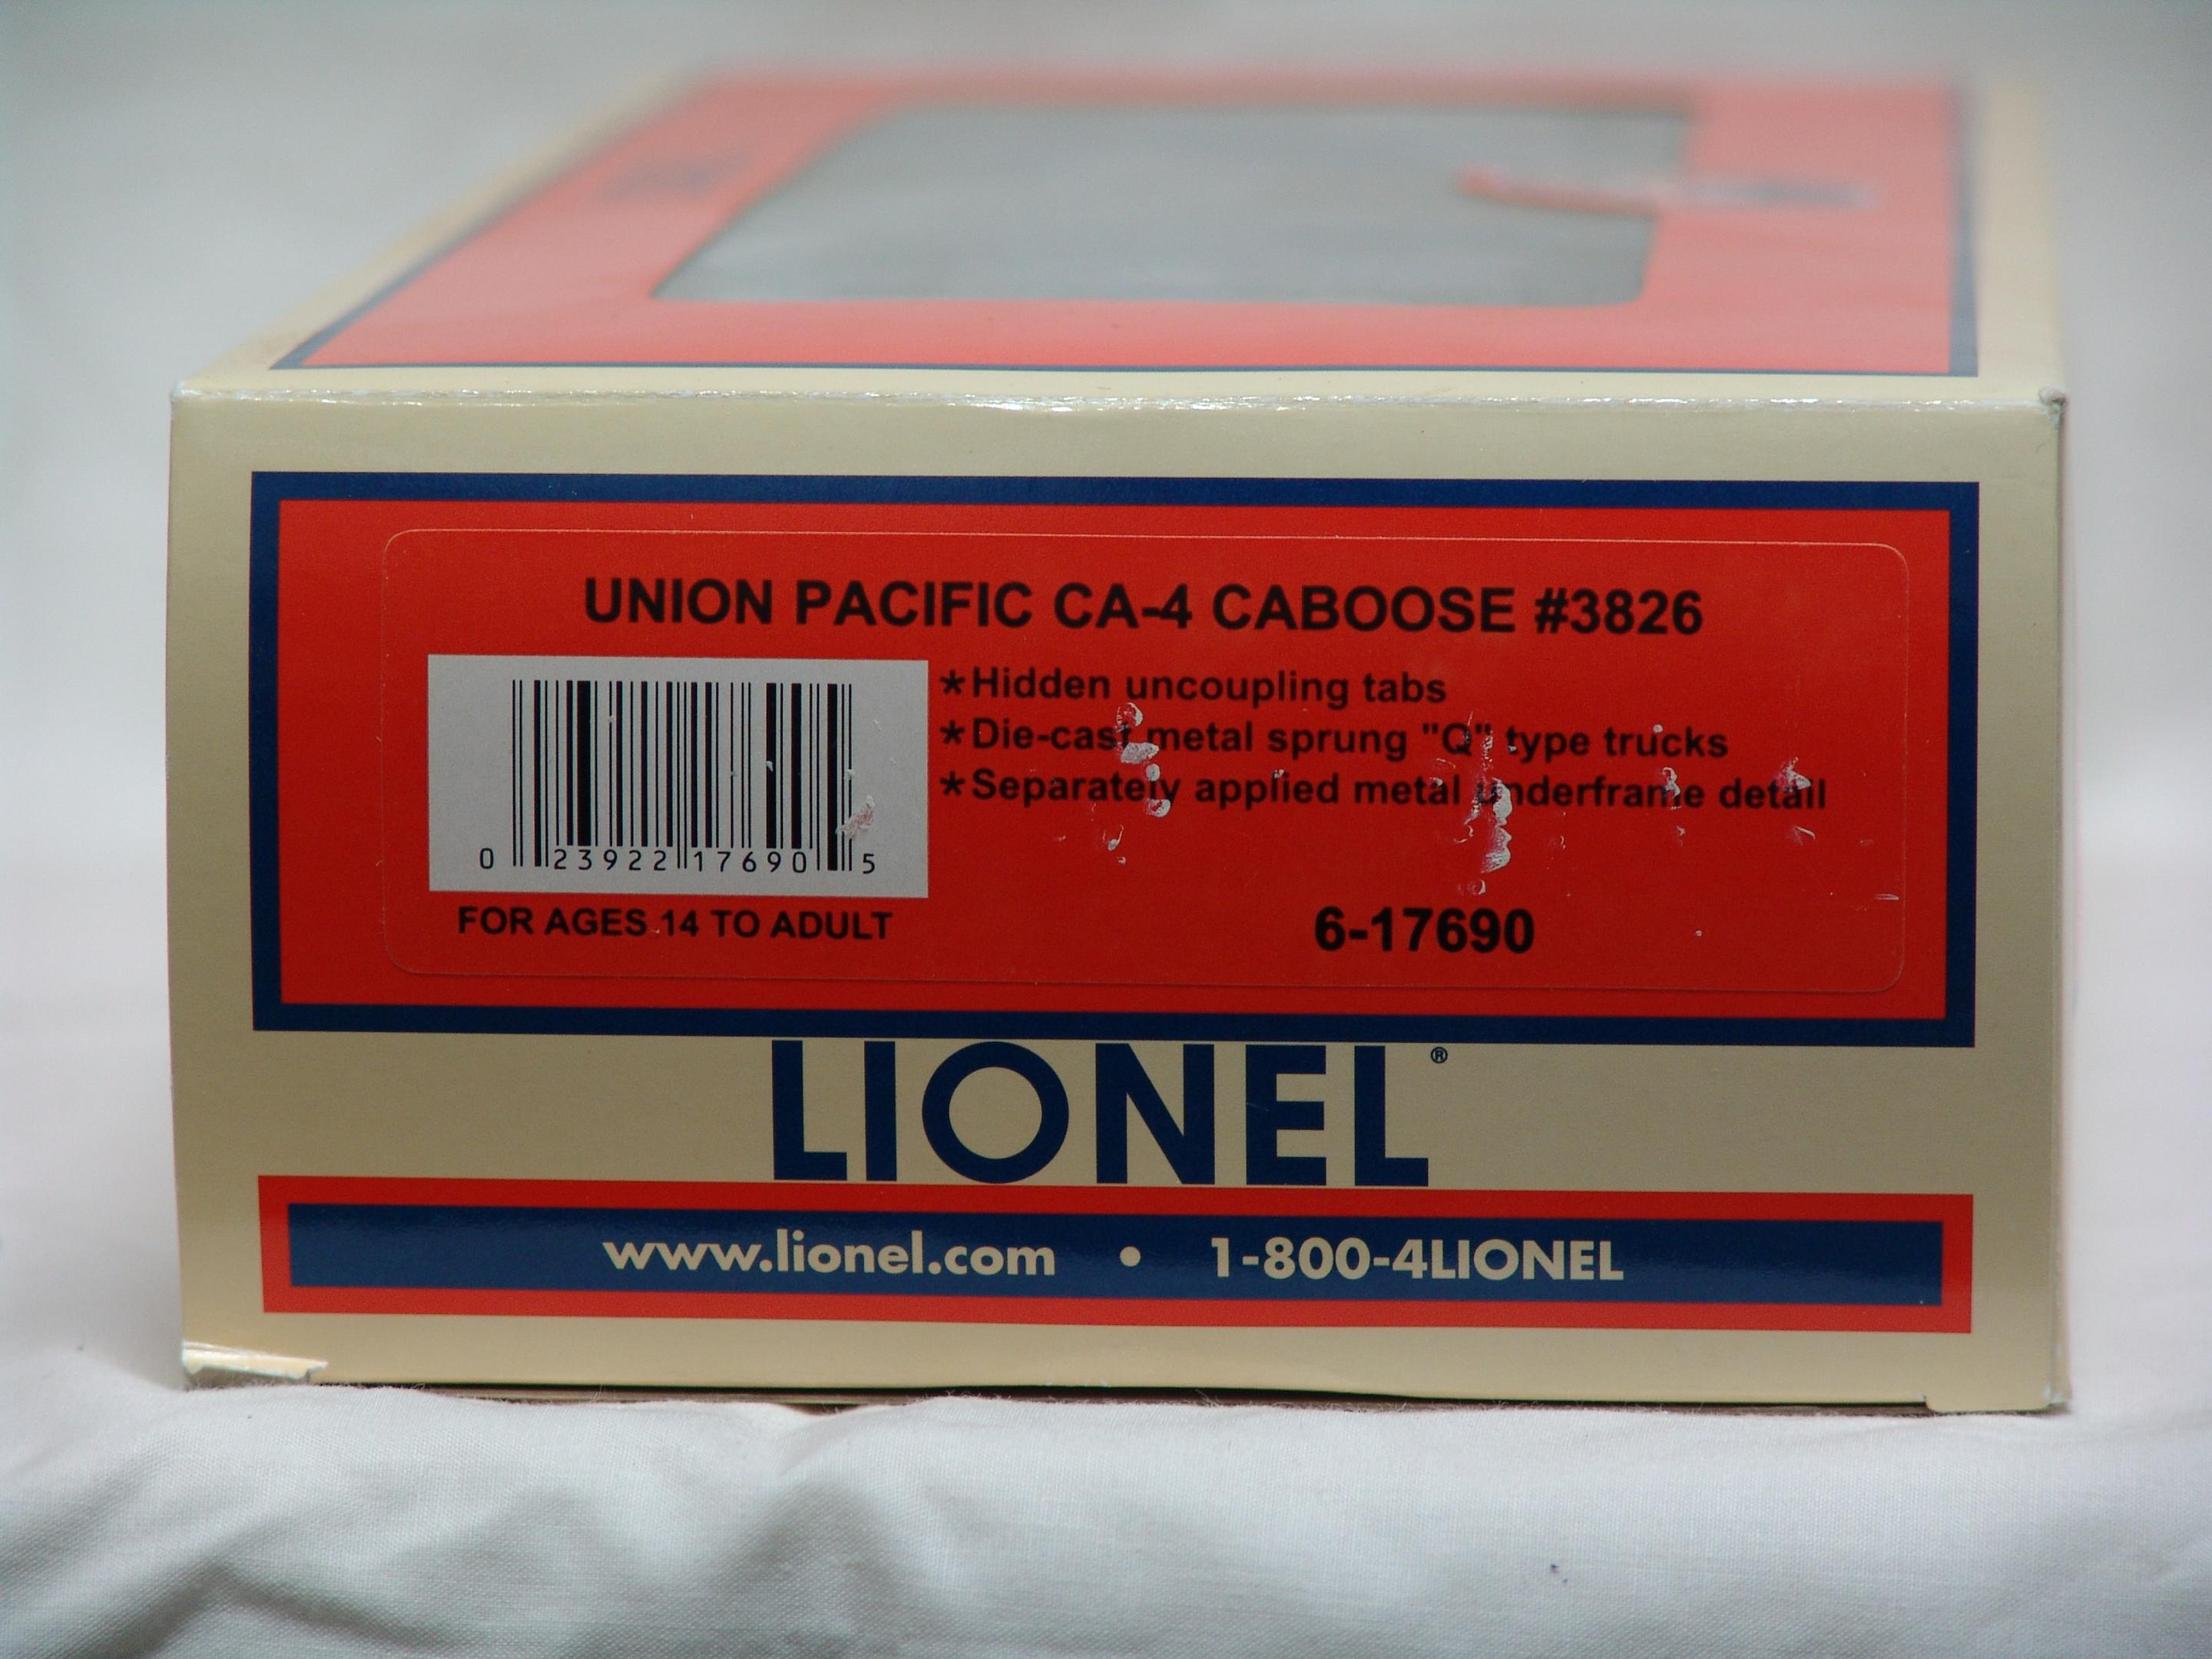 UNION PACIFIC CA-4 CABOOSE #3826
*Hidden uncoupling tabs
*Die-cast metal sprung "Q" type trucks
*Separately applied metal underframe detail
0 23922 17690 5
FOR AGES 14 TO ADULT
6-17690
LIONEL®
www.lionel.com • 1-800-4LIONEL